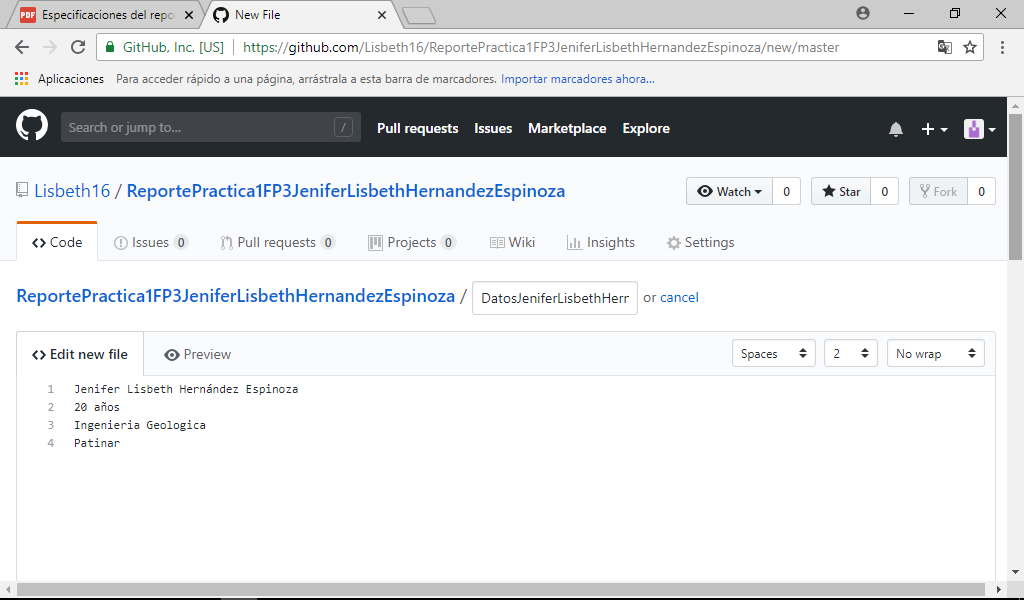 Especificaciones del repo
New File
GitHub, Inc. [US]
https://github.com/Lisbeth16/ReportePractica1FP3JeniferLisbethHernandezEspinoza/new/master
Aplicaciones
Para acceder rápido a una página, arrástrala a esta barra de marcadores.
Importar marcadores ahora...
Search or jump to...
/
Pull requests
Issues
Marketplace
Explore
Lisbeth16 / ReportePractica1FP3JeniferLisbethHernandezEspinoza
Watch
0
Star
0
Fork
0
Code
Issues 0
Pull requests 0
Projects 0
Wiki
Insights
Settings
ReportePractica1FP3JeniferLisbethHernandezEspinoza /
DatosJeniferLisbethHerr
or cancel
Edit new file
Preview
Spaces
2
No wrap
1 Jenifer Lisbeth Hernández Espinoza
2 20 años
3 Ingenieria Geologica
4 Patinar
PDF